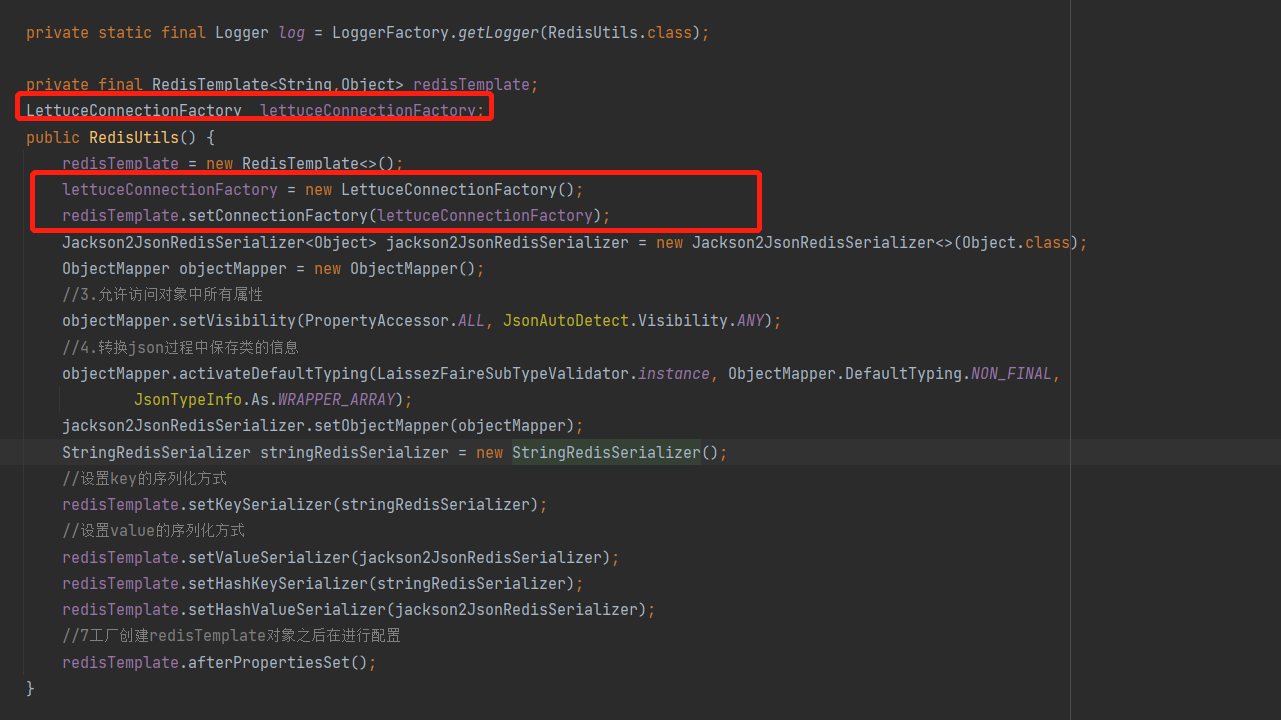 private static final Logger log = LoggerFactory.getLogger(RedisUtils.class);
private final RedisTemplate<String,Object> redisTemplate;
LettuceConnectionFactory lettuceConnectionFactory;
public RedisUtils() {
redisTemplate = new RedisTemplate<>();
lettuceConnectionFactory = new LettuceConnectionFactory();
redisTemplate.setConnectionFactory(lettuceConnectionFactory);
Jackson2JsonRedisSerializer<Object> jackson2JsonRedisSerializer = new Jackson2JsonRedisSerializer<>(Object.class);
ObjectMapper objectMapper = new ObjectMapper();
//3.允许访问对象中所有属性
objectMapper.setVisibility(PropertyAccessor.ALL, JsonAutoDetect.Visibility.ANY);
//4.转换json过程中保存类的信息
objectMapper.activateDefaultTyping(LaissezFaireSubTypeValidator.instance, ObjectMapper.DefaultTyping.NON_FINAL,
JsonTypeInfo.As.WRAPPER_ARRAY);
jackson2JsonRedisSerializer.setObjectMapper(objectMapper);
StringRedisSerializer stringRedisSerializer = new StringRedisSerializer();
//设置key的序列化方式
redisTemplate.setKeySerializer(stringRedisSerializer);
//设置value的序列化方式
redisTemplate.setValueSerializer(jackson2JsonRedisSerializer);
redisTemplate.setHashKeySerializer(stringRedisSerializer);
redisTemplate.setHashValueSerializer(jackson2JsonRedisSerializer);
//7工厂创建redisTemplate对象之后在进行配置
redisTemplate.afterPropertiesSet();
}